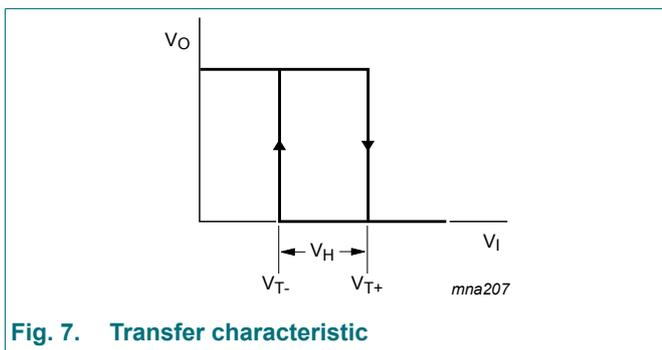 VO
VH
VI
VT-
VT+
mna207
Fig. 7. Transfer characteristic